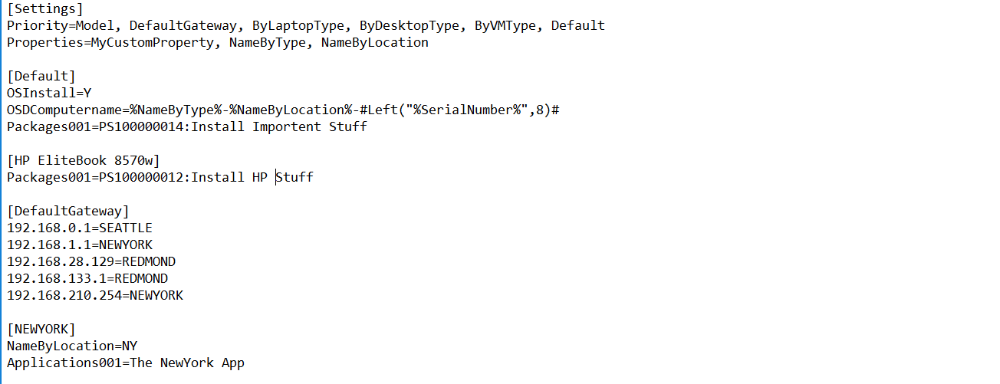 [Settings]
Priority=Model, DefaultGateway, ByLaptopType, ByDesktopType, ByVMType, Default
Properties=MyCustomProperty, NameByType, NameByLocation
[Default]
OSInstall=Y
OSDComputername=%NameByType%-%NameByLocation%-#Left("%SerialNumber%",8)#
Packages001=PS100000014:Install Importent Stuff
[HP EliteBook 8570w]
Packages001=PS100000012:Install HP Stuff
[DefaultGateway]
192.168.0.1=SEATTLE
192.168.1.1=NEWYORK
192.168.28.129=REDMOND
192.168.133.1=REDMOND
192.168.210.254=NEWYORK
[NEWYORK]
NameByLocation=NY
Applications001=The NewYork App